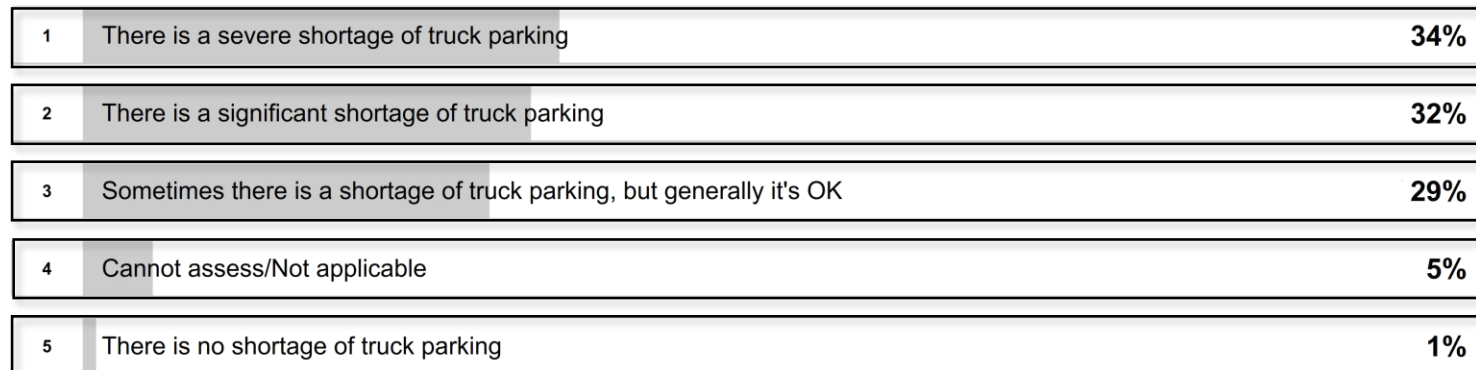 1 There is a severe shortage of truck parking 34%
2 There is a significant shortage of truck parking 32%
3 Sometimes there is a shortage of truck parking, but generally it's OK 29%
4 Cannot assess/Not applicable 5%
5 There is no shortage of truck parking 1%